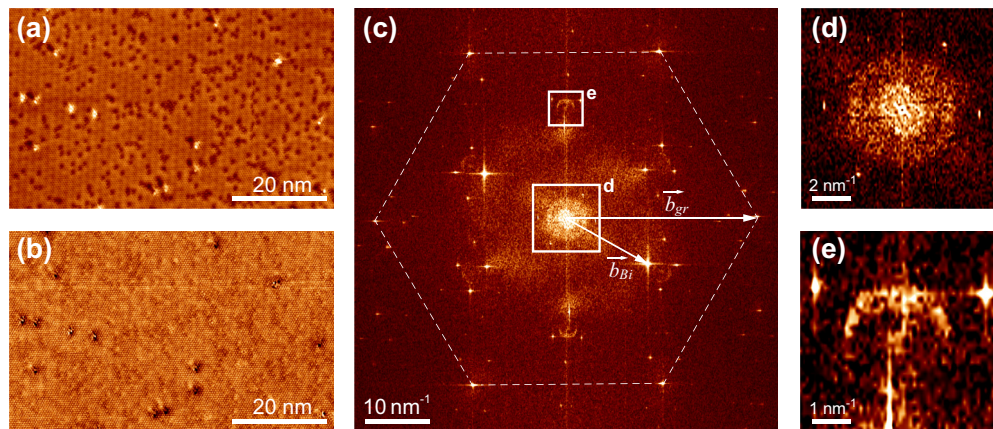 (a)
20 nm
(b)
20 nm
(c)
e
d
b_gr
b_Bi
10 nm⁻¹
(d)
2 nm⁻¹
(e)
1 nm⁻¹